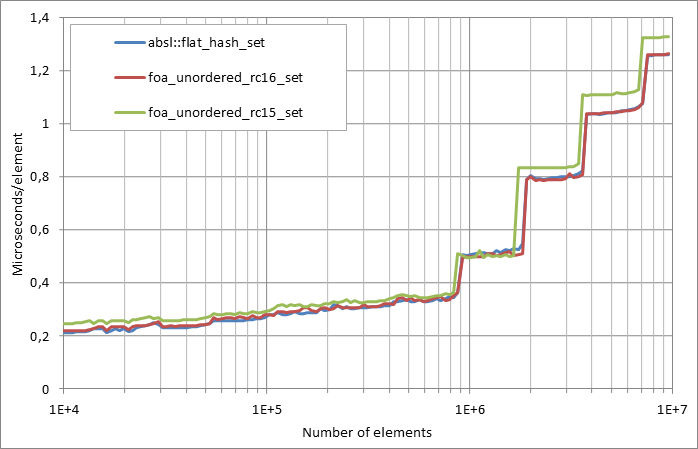 1,4
1,2
1
0,8
0,6
0,4
0,2
0
Microseconds/element
absl::flat_hash_set
foa_unordered_rc16_set
foa_unordered_rc15_set
1E+4 1E+5 1E+6 1E+7
Number of elements